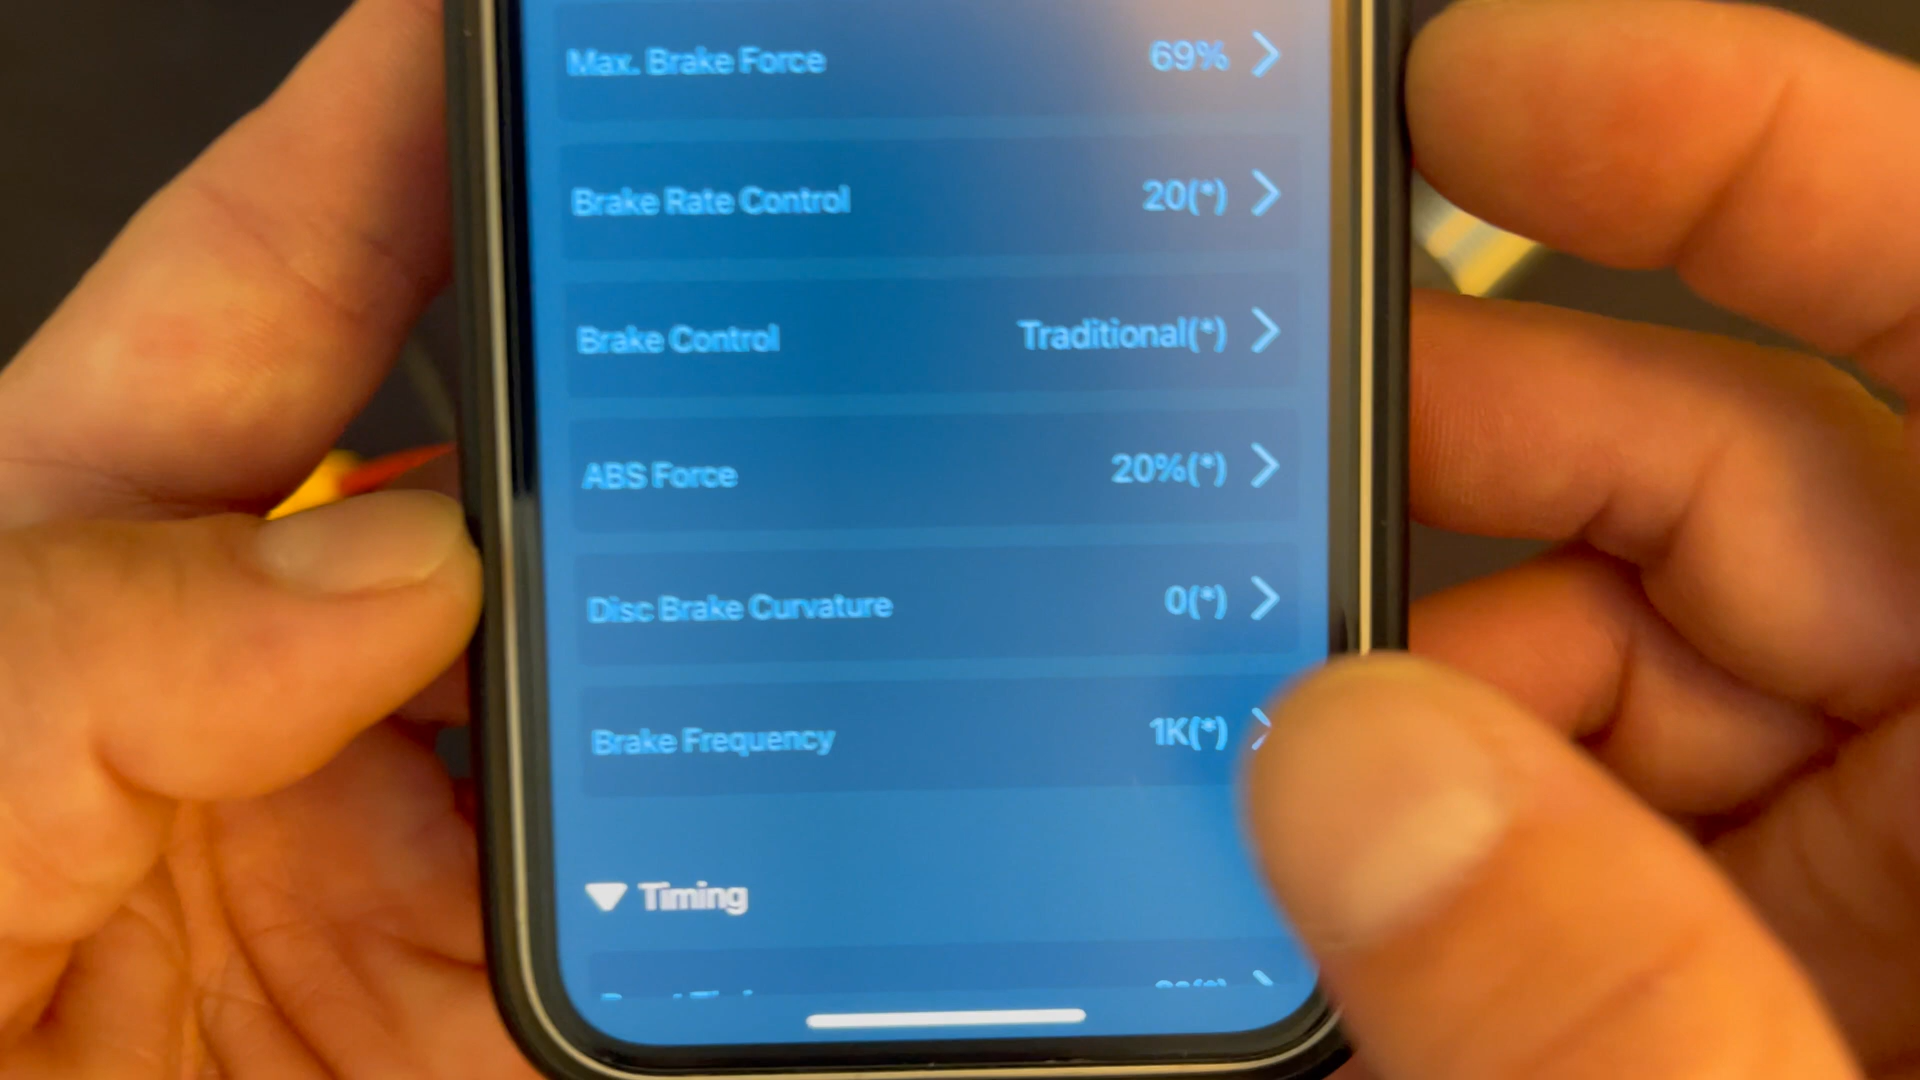 Max. Brake Force 69%
Brake Rate Control 20(*)
Brake Control Traditional(*)
ABS Force 20%(*)
Disc Brake Curvature 0(*)
Brake Frequency 1K(*)
Timing